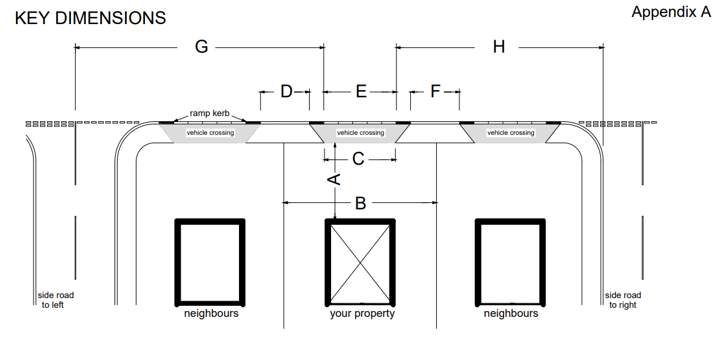 KEY DIMENSIONS
Appendix A
G
H
D
E
F
ramp kerb
vehicle crossing
vehicle crossing
vehicle crossing
C
A
B
side road
to left
side road
to right
neighbours
your property
neighbours